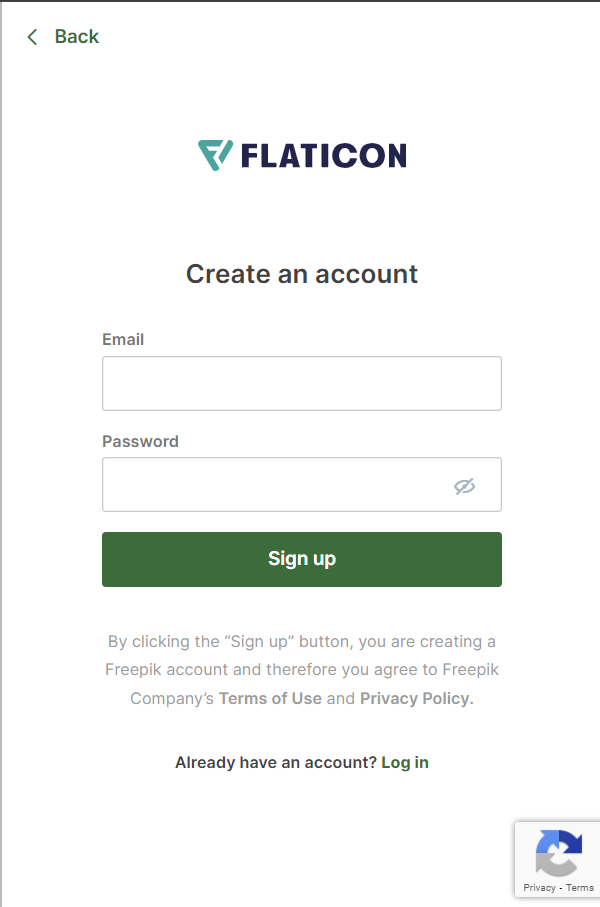 Back
FLATICON
Create an account
Email
Password
Sign up
By clicking the “Sign up” button, you are creating a
Freepik account and therefore you agree to Freepik
Company’s Terms of Use and Privacy Policy.
Already have an account? Log in
Privacy - Terms